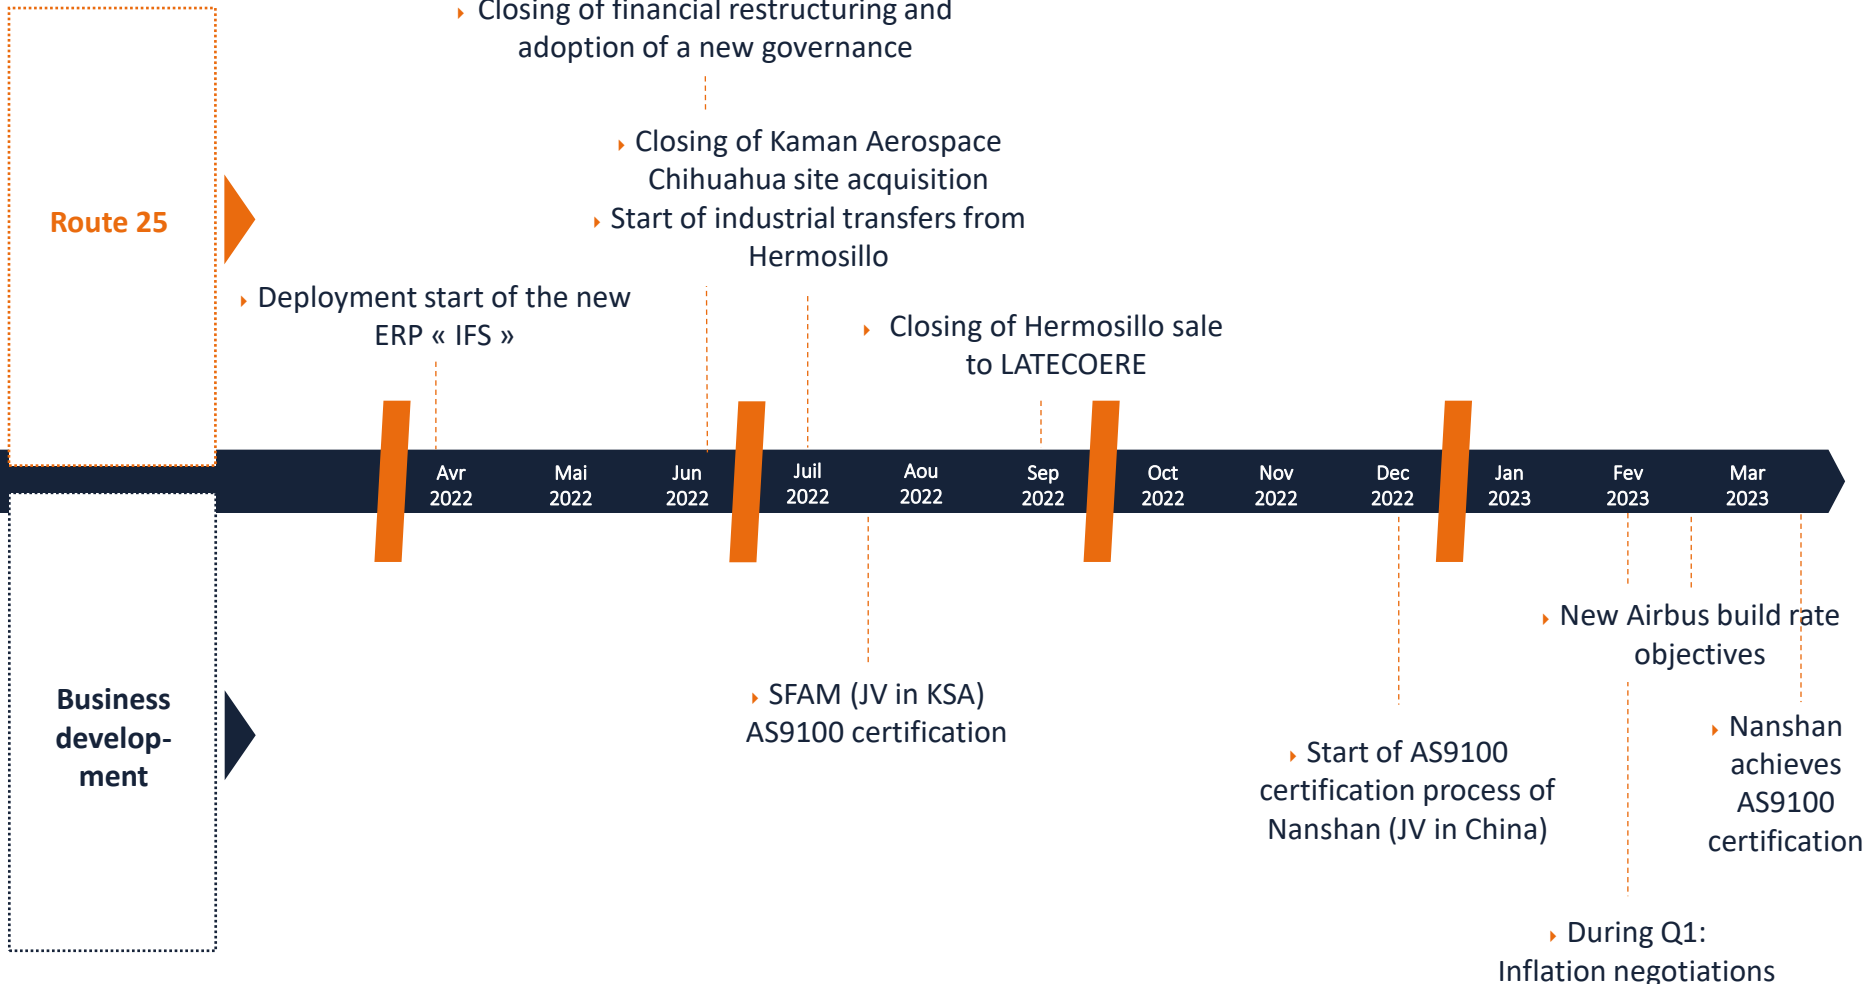 ▸ Closing of financial restructuring and
adoption of a new governance
▸ Closing of Kaman Aerospace
Chihuahua site acquisition
▸ Start of industrial transfers from
Hermosillo
Route 25
▸ Deployment start of the new
ERP « IFS »
▸ Closing of Hermosillo sale
to LATECOERE
Avr
2022
Mai
2022
Jun
2022
Juil
2022
Aou
2022
Sep
2022
Oct
2022
Nov
2022
Dec
2022
Jan
2023
Fev
2023
Mar
2023
Business
develop-
ment
▸ SFAM (JV in KSA)
AS9100 certification
▸ Start of AS9100
certification process of
Nanshan (JV in China)
▸ New Airbus build rate
objectives
▸ Nanshan
achieves
AS9100
certification
▸ During Q1:
Inflation negotiations